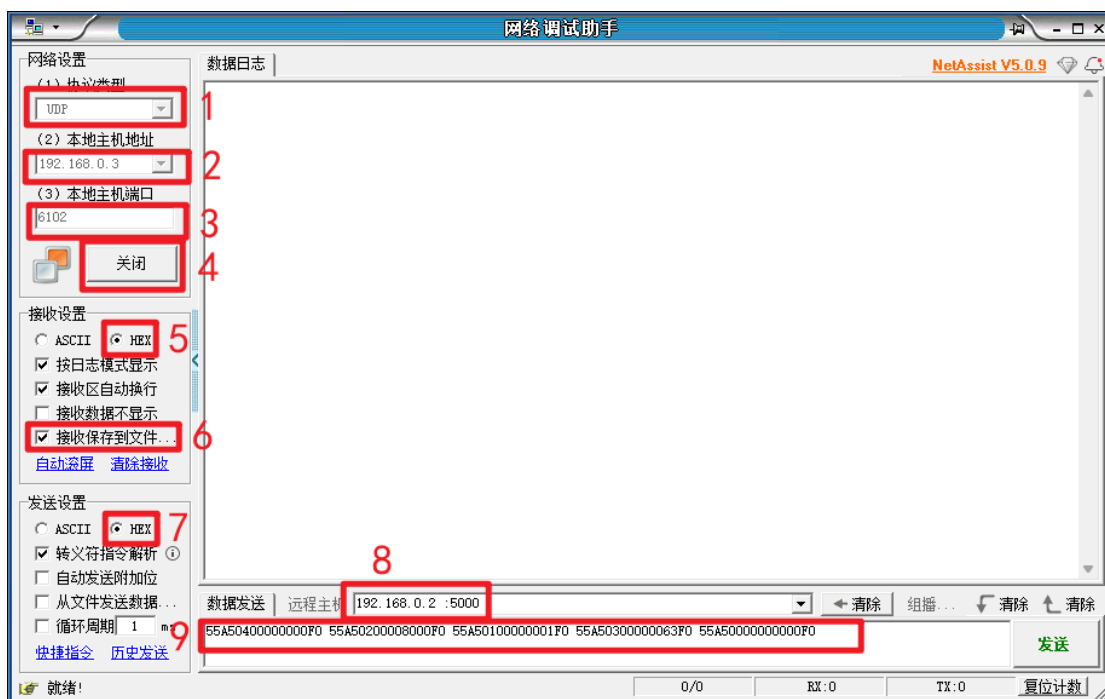 网络调试助手
网络设置
(1) 协议类型
UDP
1
(2) 本地主机地址
192.168.0.3
2
(3) 本地主机端口
6102
3
关闭
4
接收设置
ASCII HEX
5
按日志模式显示
接收区自动换行
接收数据不显示
接收保存到文件...
6
自动滚屏 清除接收
发送设置
ASCII HEX
7
转义符指令解析
自动发送附加位
从文件发送数据...
循环周期 1 ms
快捷指令 历史发送
数据日志
NetAssist V5.0.9
8
数据发送 远程主机 192.168.0.2 :5000 清除 组播... 清除 清除
9
55A50400000000F0 55A50200008000F0 55A50100000001F0 55A50300000063F0 55A50000000000F0
发送
就绪! 0/0 RX:0 TX:0 复位计数